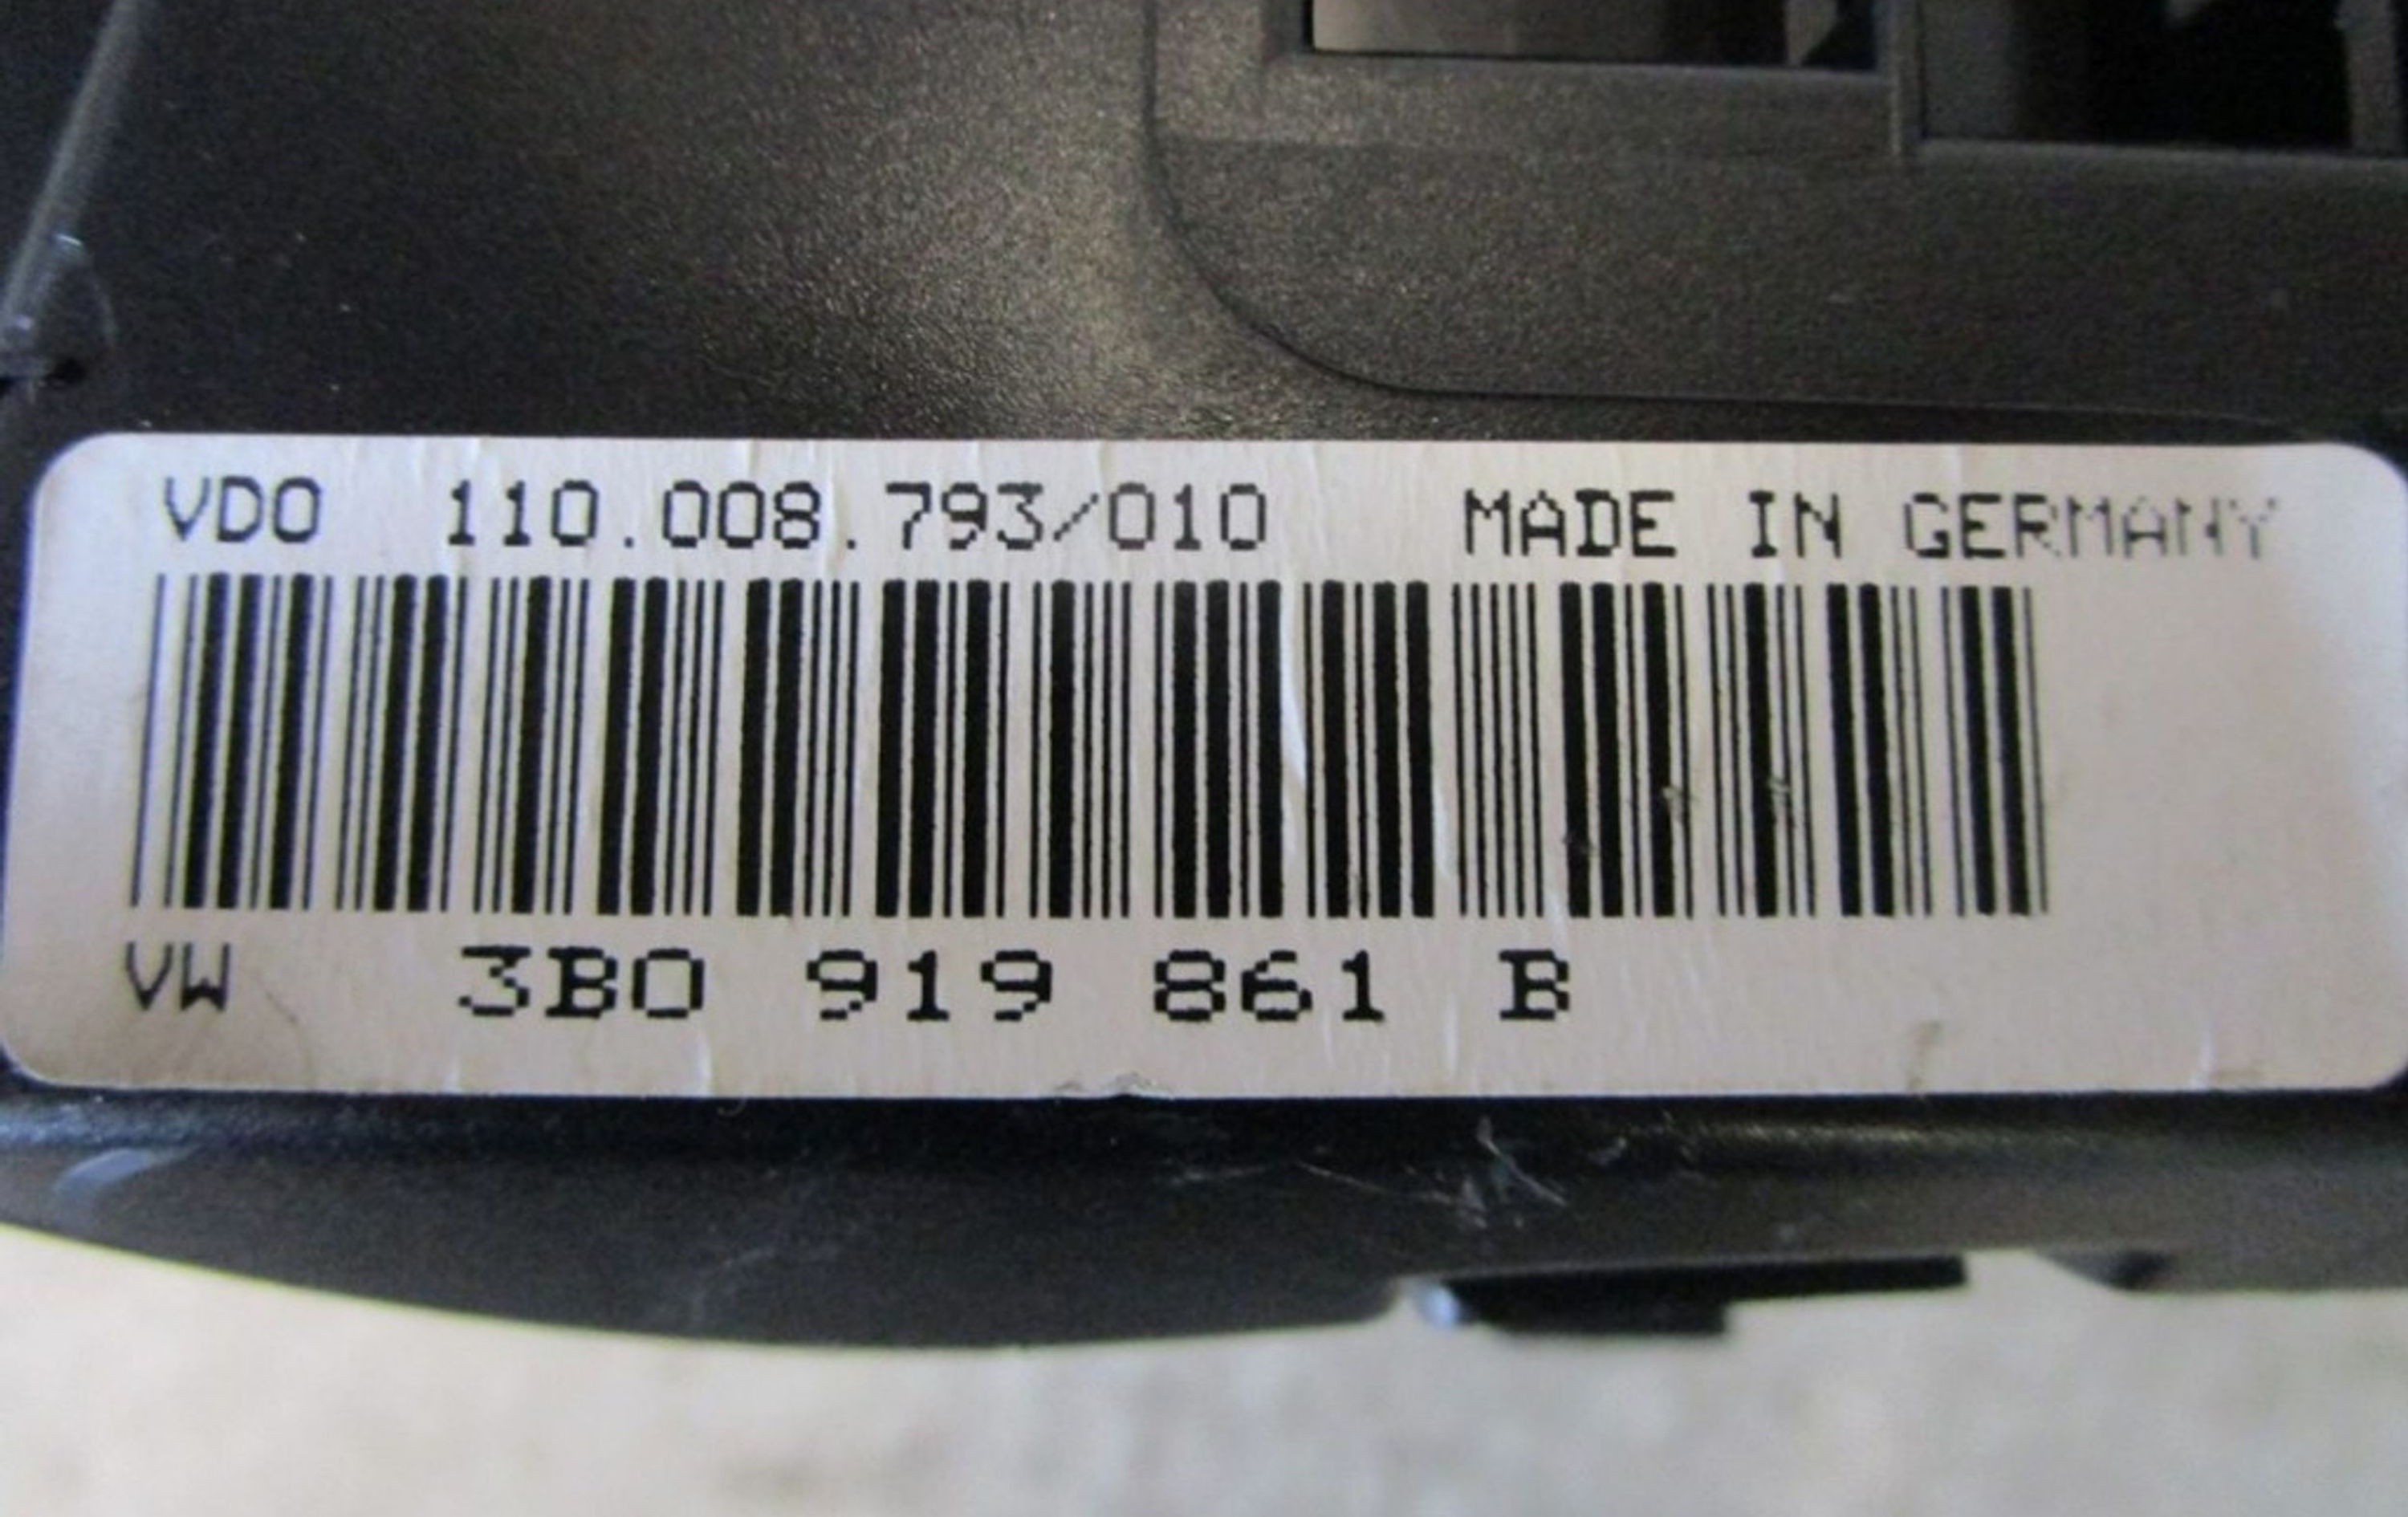 VDO 110.008.793/010 MADE IN GERMANY
VW 3B0 919 861 B